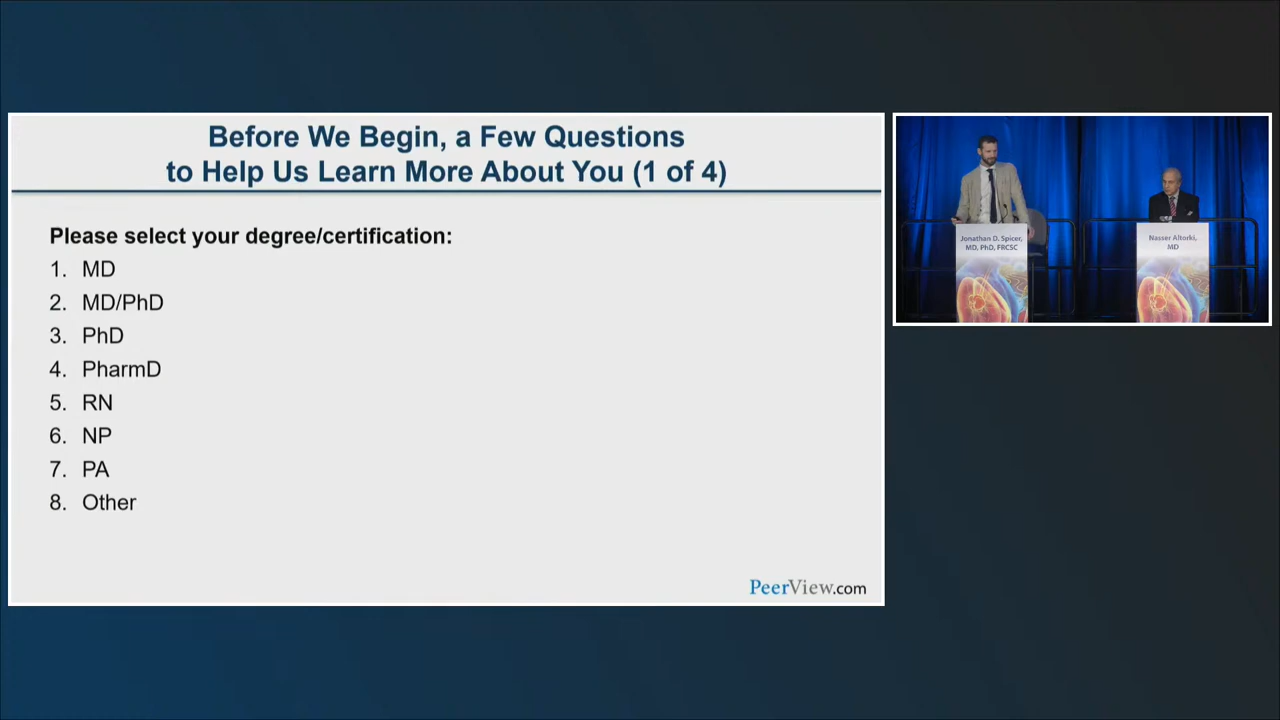 Before We Begin, a Few Questions
to Help Us Learn More About You (1 of 4)
Please select your degree/certification:
1. MD
2. MD/PhD
3. PhD
4. PharmD
5. RN
6. NP
7. PA
8. Other
PeerView.com
Jonathan D. Spicer,
MD, PhD, FRCSC
Nasser Altorki,
MD